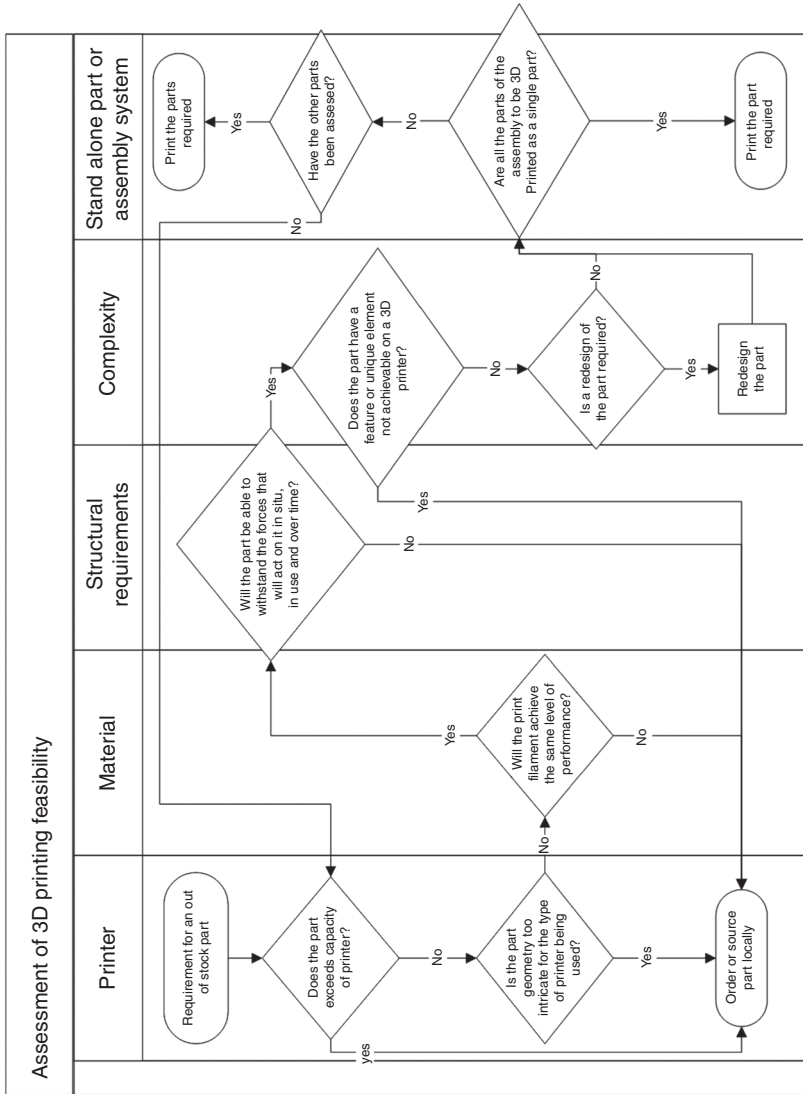 Assessment of 3D printing feasibility
Printer
Material
Structural
requirements
Complexity
Stand alone part or
assembly system
Requirement for an out
of stock part
Does the part
exceeds capacity
of printer?
No
yes
Is the part
geometry too
intricate for the type
of printer being
used?
No
Yes
Order or source
part locally
Will the print
filament achieve
the same level of
performance?
Yes
No
Will the part be able to
withstand the forces that
will act on it in situ,
in use and over time?
Yes
No
Does the part have a
feature or unique element
not achievable on a 3D
printer?
Yes
No
Is a redesign of
the part required?
No
Yes
Redesign
the part
Print the parts
required
Yes
Have the other parts
been assesed?
No
No
Are all the parts of the
assembly to be 3D
Printed as a single part?
Yes
Print the part
required